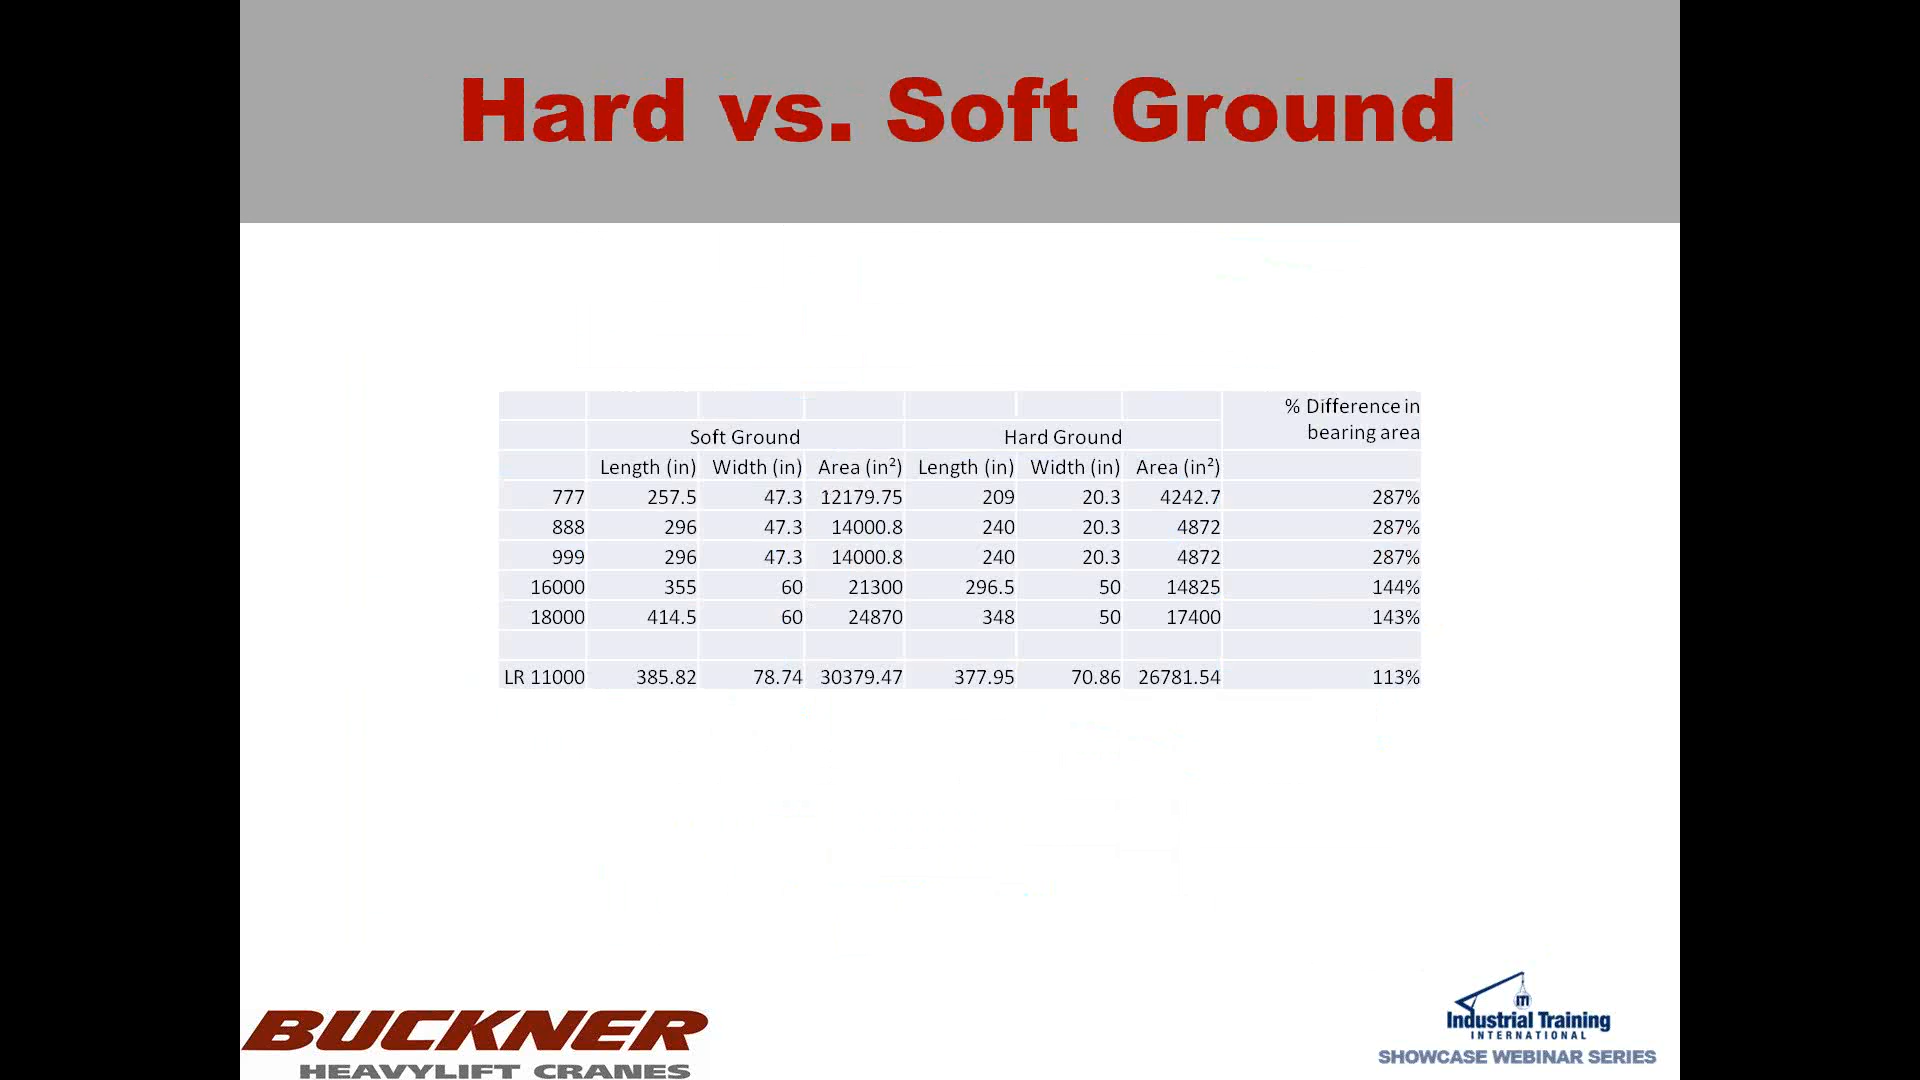 Hard vs. Soft Ground
% Difference in
bearing area
Soft Ground Hard Ground
Length (in) Width (in) Area (in²) Length (in) Width (in) Area (in²)
777 257.5 47.3 12179.75 209 20.3 4242.7 287%
888 296 47.3 14000.8 240 20.3 4872 287%
999 296 47.3 14000.8 240 20.3 4872 287%
16000 355 60 21300 296.5 50 14825 144%
18000 414.5 60 24870 348 50 17400 143%
LR 11000 385.82 78.74 30379.47 377.95 70.86 26781.54 113%
BUCKNER
HEAVYLIFT CRANES
ITI
Industrial Training
INTERNATIONAL
SHOWCASE WEBINAR SERIES